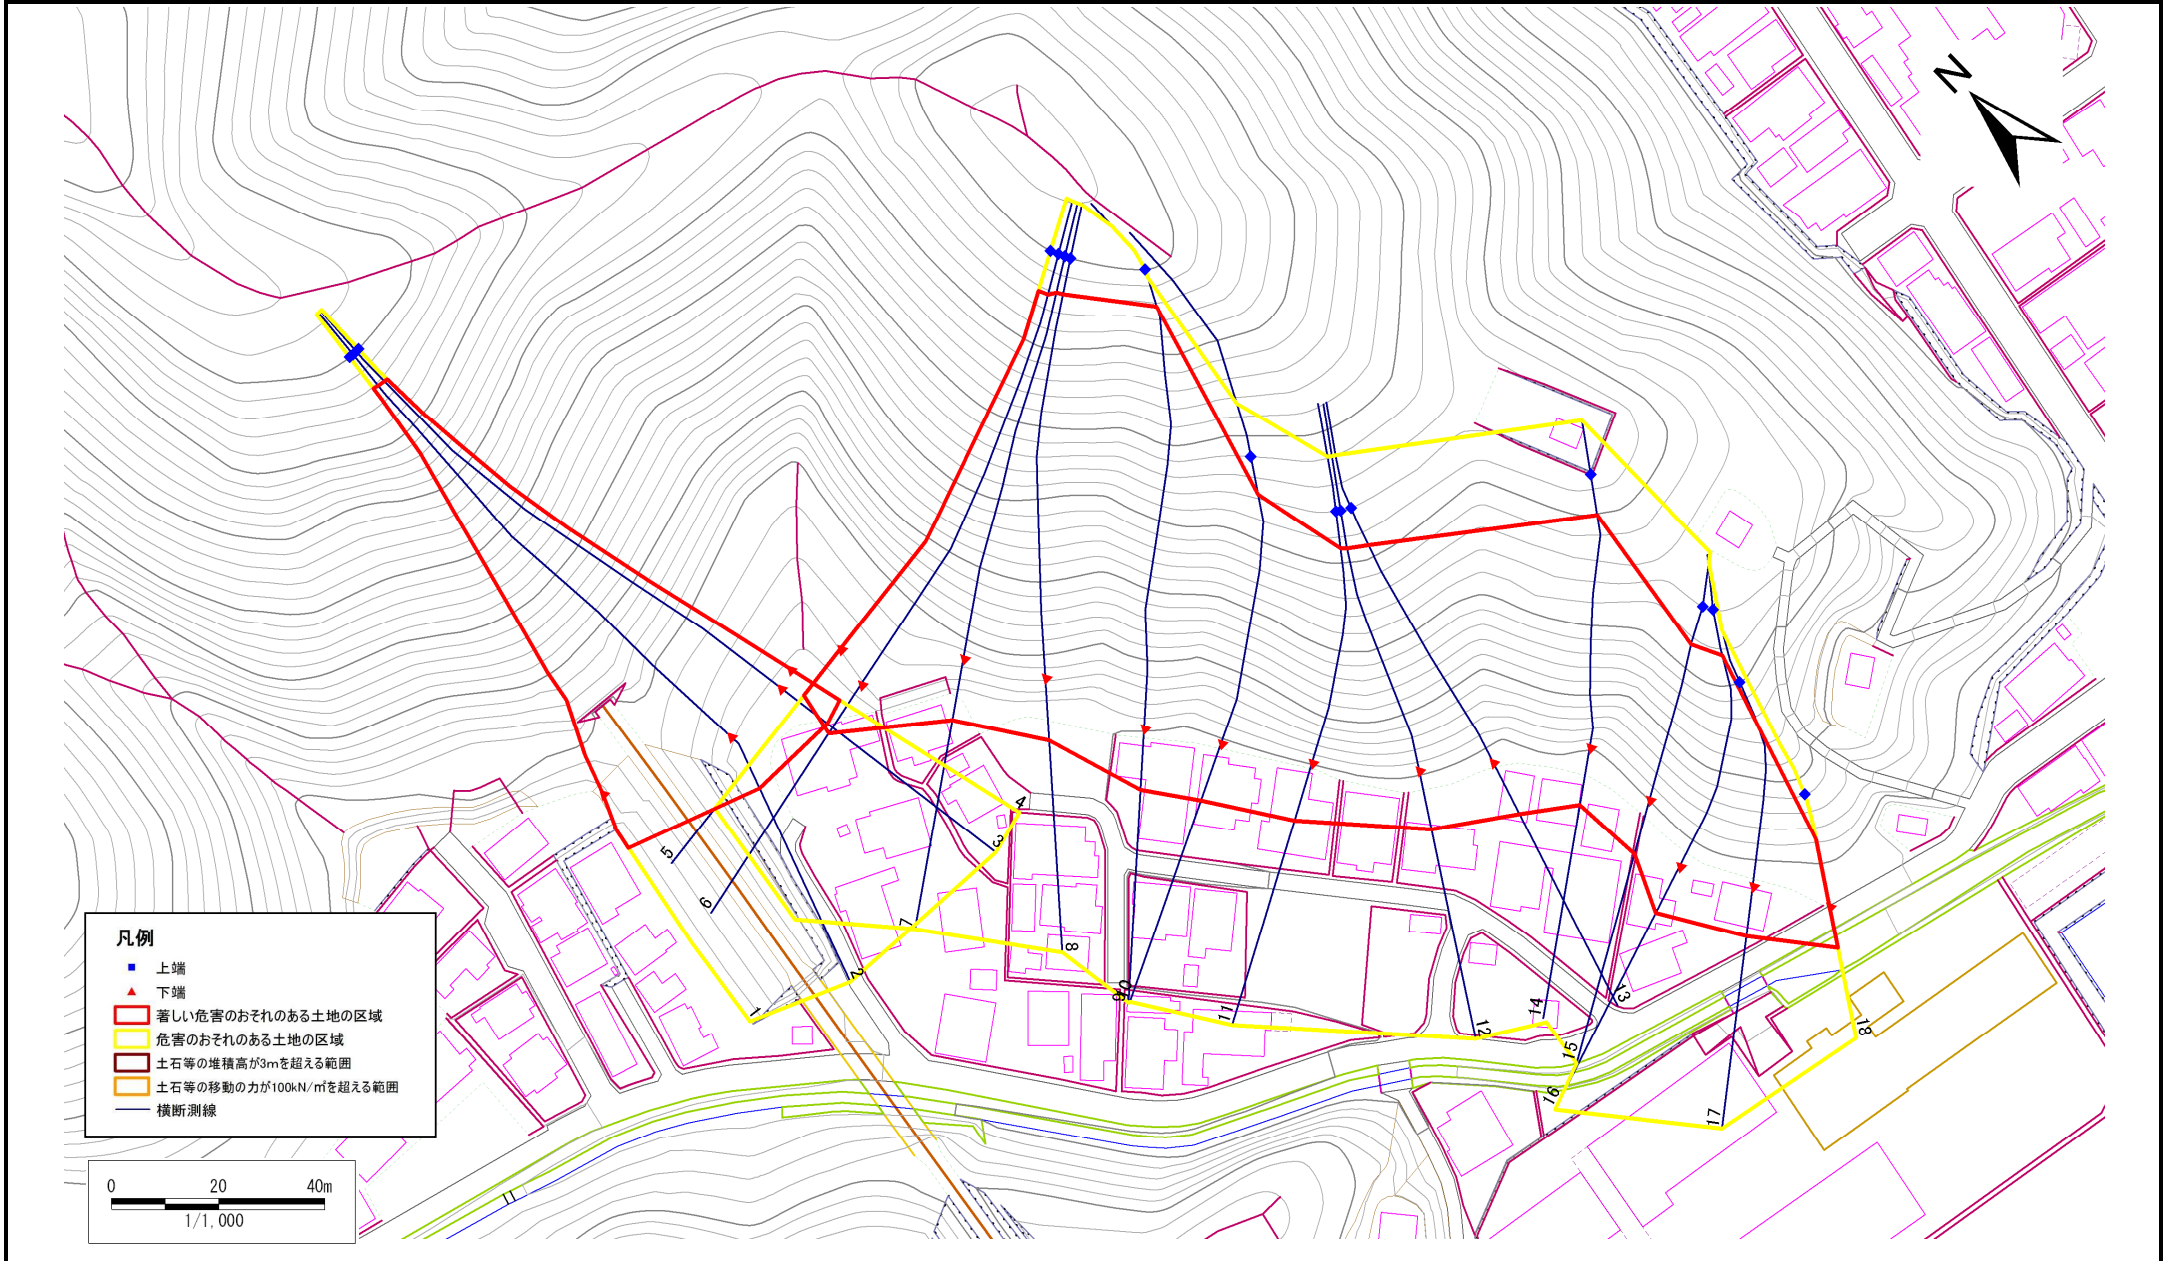 N
4
3
5
6
7
8
2
1
9
10
11
12
14
13
15
16
17
18
凡例
上端
下端
著しい危害のおそれのある土地の区域
危害のおそれのある土地の区域
土石等の堆積高が3mを超える範囲
土石等の移動の力が100kN/㎡を超える範囲
横断測線
0 20 40m
1/1,000